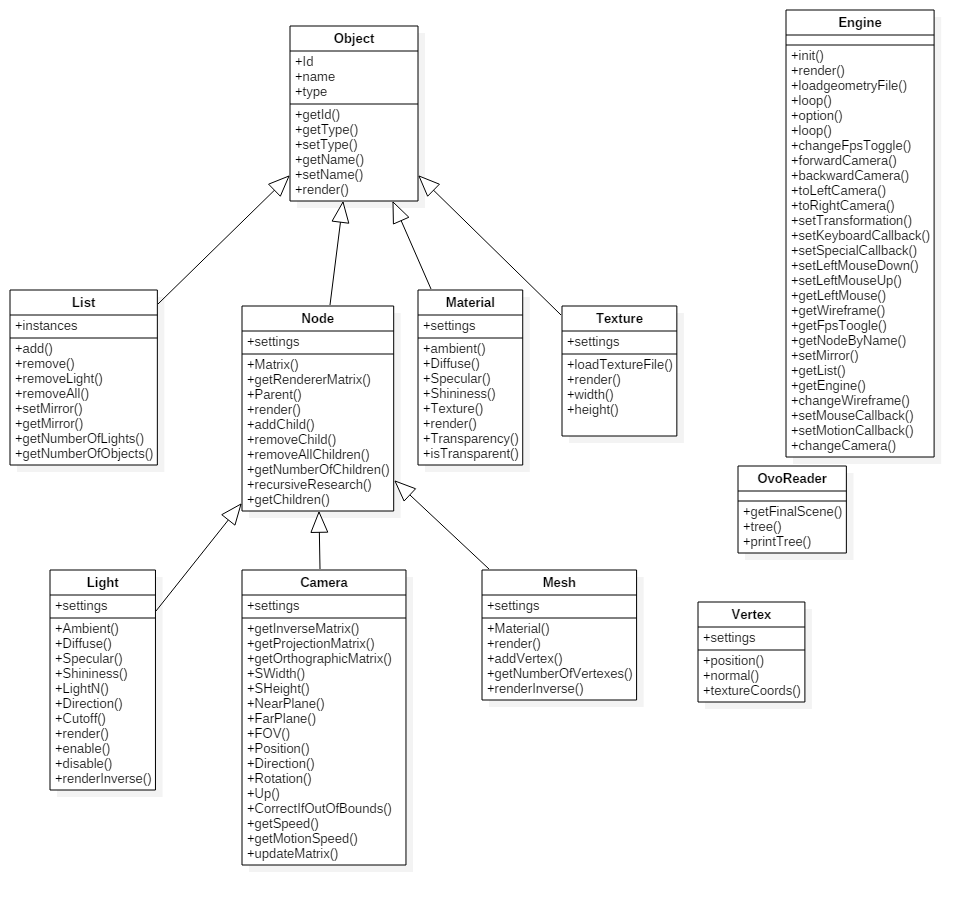 Object
+Id
+name
+type
+getId()
+getType()
+setType()
+getName()
+setName()
+render()
Engine
+init()
+render()
+loadgeometryFile()
+loop()
+option()
+loop()
+changeFpsToggle()
+forwardCamera()
+backwardCamera()
+toLeftCamera()
+toRightCamera()
+setTransformation()
+setKeyboardCallback()
+setSpecialCallback()
+setLeftMouseDown()
+setLeftMouseUp()
+getLeftMouse()
+getWireframe()
+getFpsToogle()
+getNodeByName()
+setMirror()
+getList()
+getEngine()
+changeWireframe()
+setMouseCallback()
+setMotionCallback()
+changeCamera()
List
+instances
+add()
+remove()
+removeLight()
+removeAll()
+setMirror()
+getMirror()
+getNumberOfLights()
+getNumberOfObjects()
Node
+settings
+Matrix()
+getRendererMatrix()
+Parent()
+render()
+addChild()
+removeChild()
+removeAllChildren()
+getNumberOfChildren()
+recursiveResearch()
+getChildren()
Material
+settings
+ambient()
+Diffuse()
+Specular()
+Shininess()
+Texture()
+render()
+Transparency()
+isTransparent()
Texture
+settings
+loadTextureFile()
+render()
+width()
+height()
OvoReader
+getFinalScene()
+tree()
+printTree()
Light
+settings
+Ambient()
+Diffuse()
+Specular()
+Shininess()
+LightN()
+Direction()
+Cutoff()
+render()
+enable()
+disable()
+renderInverse()
Camera
+settings
+getInverseMatrix()
+getProjectionMatrix()
+getOrthographicMatrix()
+SWidth()
+SHeight()
+NearPlane()
+FarPlane()
+FOV()
+Position()
+Direction()
+Rotation()
+Up()
+CorrectIfOutOfBounds()
+getSpeed()
+getMotionSpeed()
+updateMatrix()
Mesh
+settings
+Material()
+render()
+addVertex()
+getNumberOfVertexes()
+renderInverse()
Vertex
+settings
+position()
+normal()
+textureCoords()